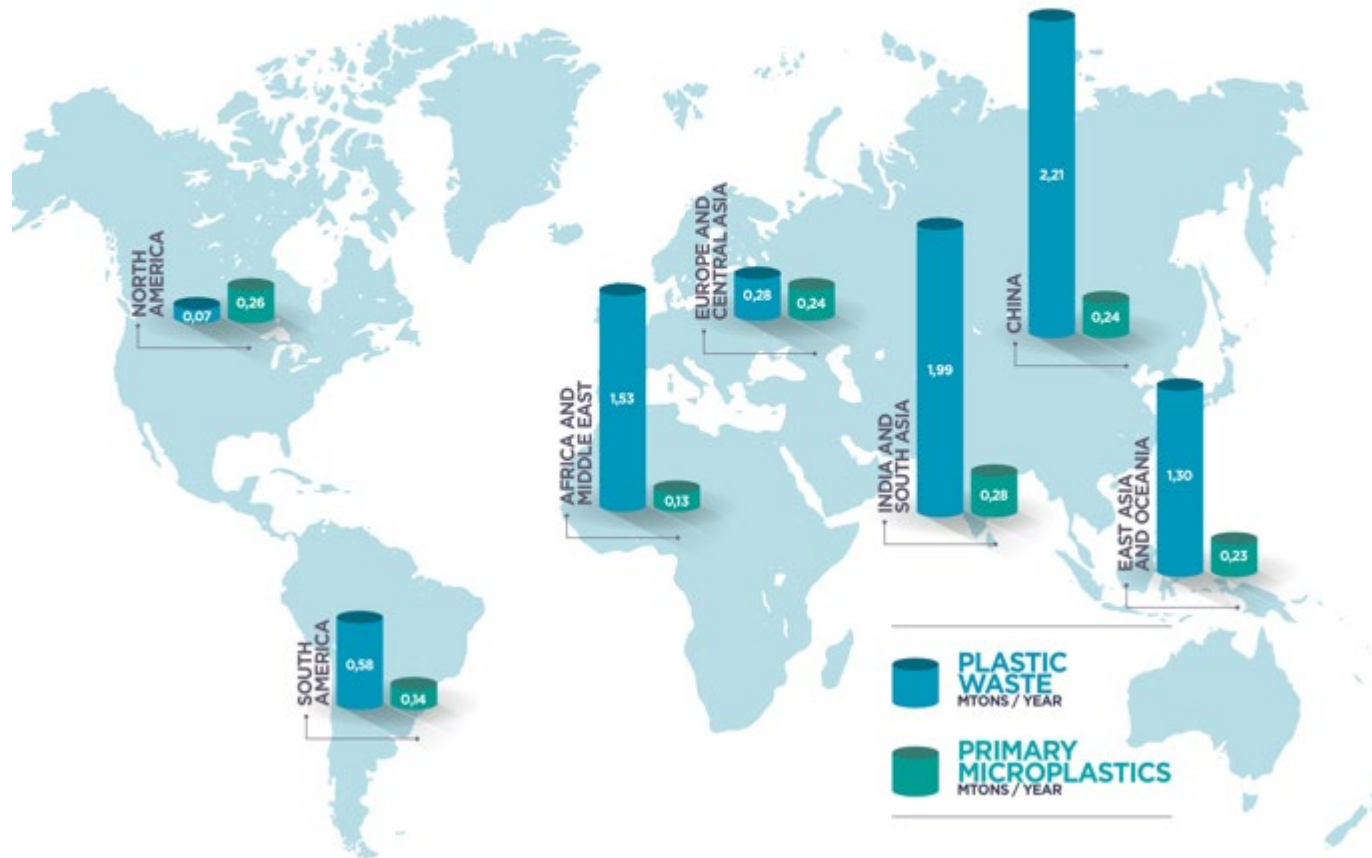 NORTH
AMERICA
0,07
0,26
SOUTH
AMERICA
0,58
0,14
AFRICA AND
MIDDLE EAST
1,53
0,13
EUROPE AND
CENTRAL ASIA
0,28
0,24
INDIA AND
SOUTH ASIA
1,99
0,28
CHINA
2,21
0,24
EAST ASIA
AND OCEANIA
1,30
0,23
PLASTIC
WASTE
MTONS / YEAR
PRIMARY
MICROPLASTICS
MTONS / YEAR